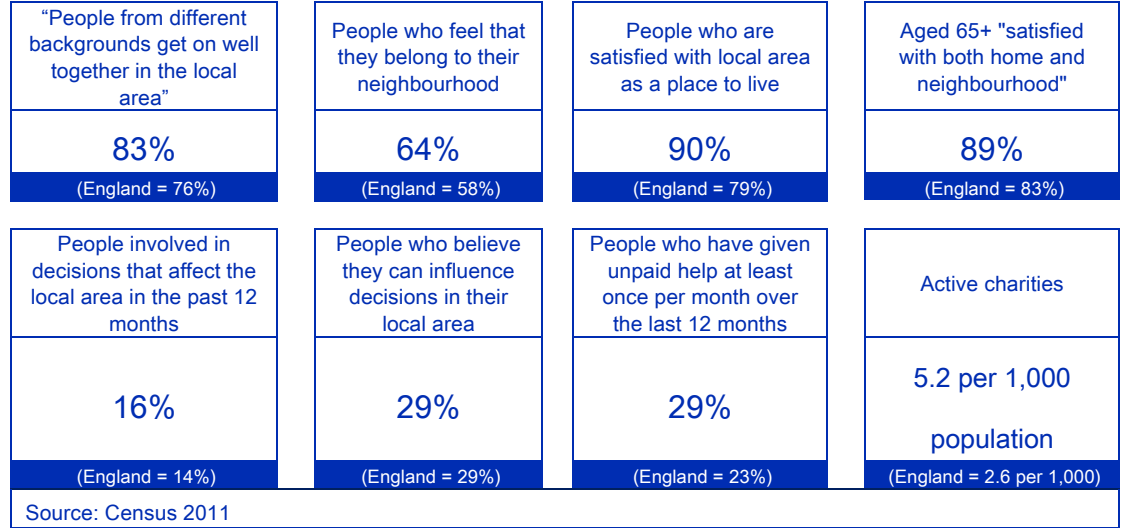 “People from different
backgrounds get on well
together in the local
area”
83%
(England = 76%)
People who feel that
they belong to their
neighbourhood
64%
(England = 58%)
People who are
satisfied with local area
as a place to live
90%
(England = 79%)
Aged 65+ "satisfied
with both home and
neighbourhood"
89%
(England = 83%)
People involved in
decisions that affect the
local area in the past 12
months
16%
(England = 14%)
People who believe
they can influence
decisions in their
local area
29%
(England = 29%)
People who have given
unpaid help at least
once per month over
the last 12 months
29%
(England = 23%)
Active charities
5.2 per 1,000
population
(England = 2.6 per 1,000)
Source: Census 2011